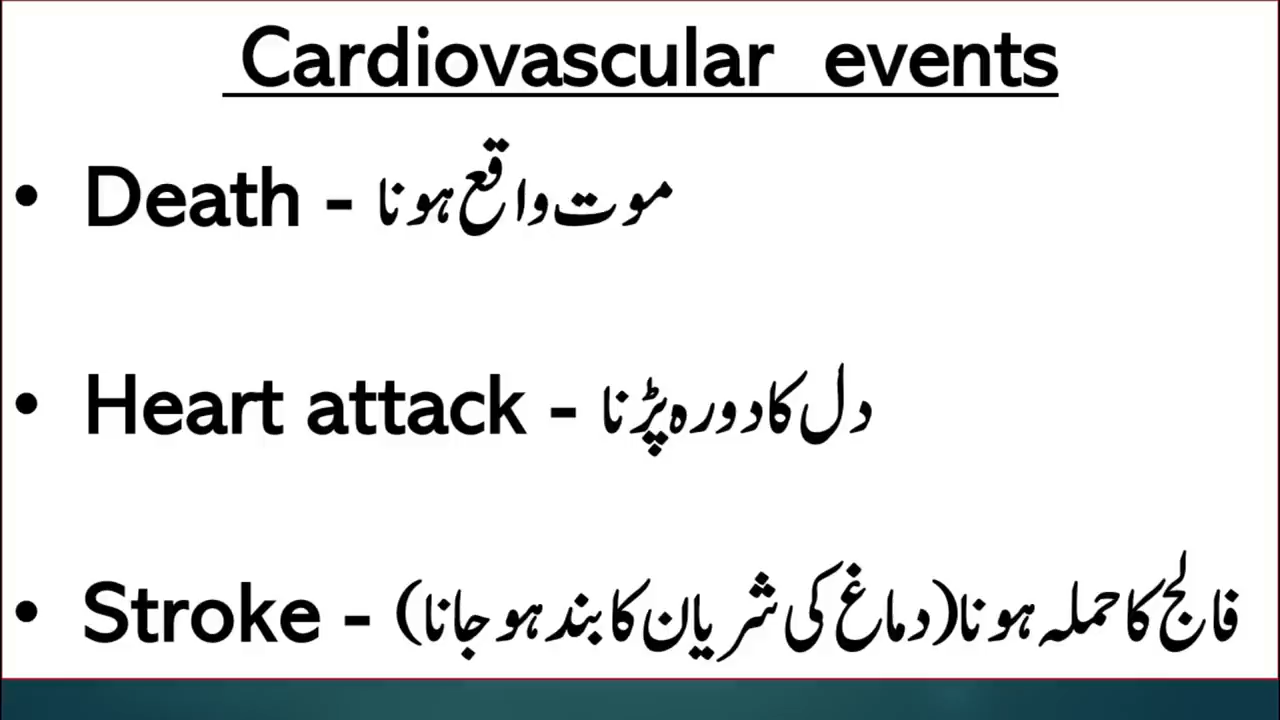 Cardiovascular events
• Death - موت واقع ہونا
• Heart attack - دل کا دورہ پڑنا
• Stroke - فالج کا حملہ ہونا (دماغ کی شریان کا بند ہو جانا)